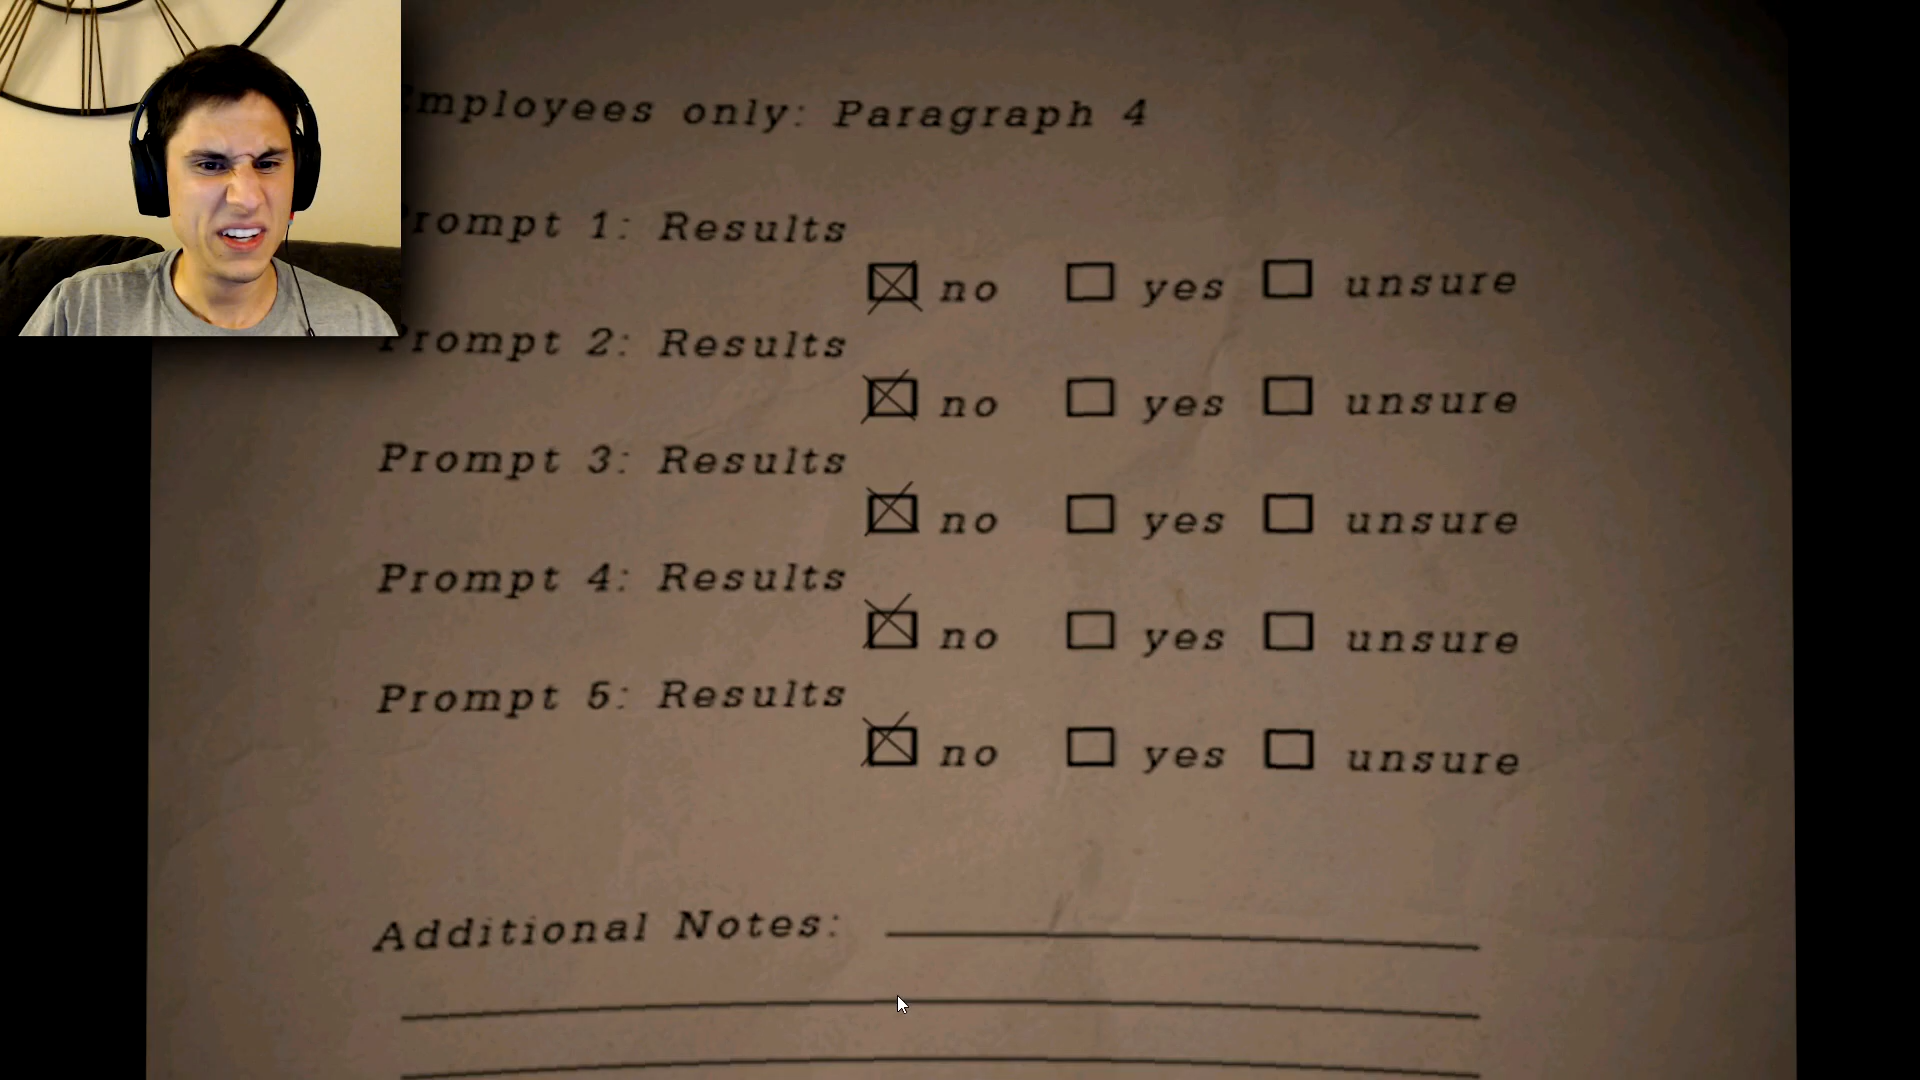 mployees only: Paragraph 4
rompt 1: Results
no yes unsure
Prompt 2: Results
no yes unsure
Prompt 3: Results
no yes unsure
Prompt 4: Results
no yes unsure
Prompt 5: Results
no yes unsure
Additional Notes: